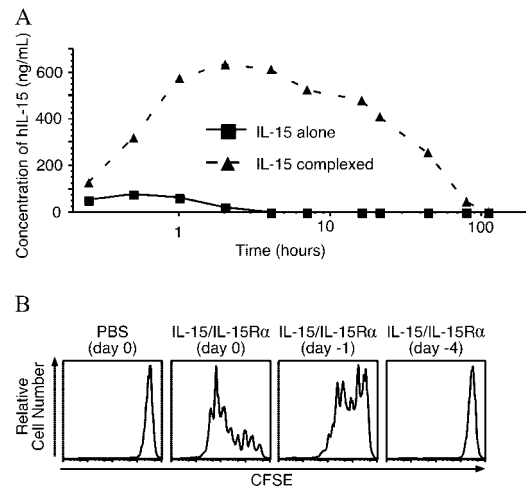 A
Concentration of hIL-15 (ng/mL)
600
400
200
0
IL-15 alone
IL-15 complexed
1
10
100
Time (hours)
B
PBS
(day 0)
IL-15/IL-15Rα
(day 0)
IL-15/IL-15Rα
(day -1)
IL-15/IL-15Rα
(day -4)
Relative
Cell Number
CFSE